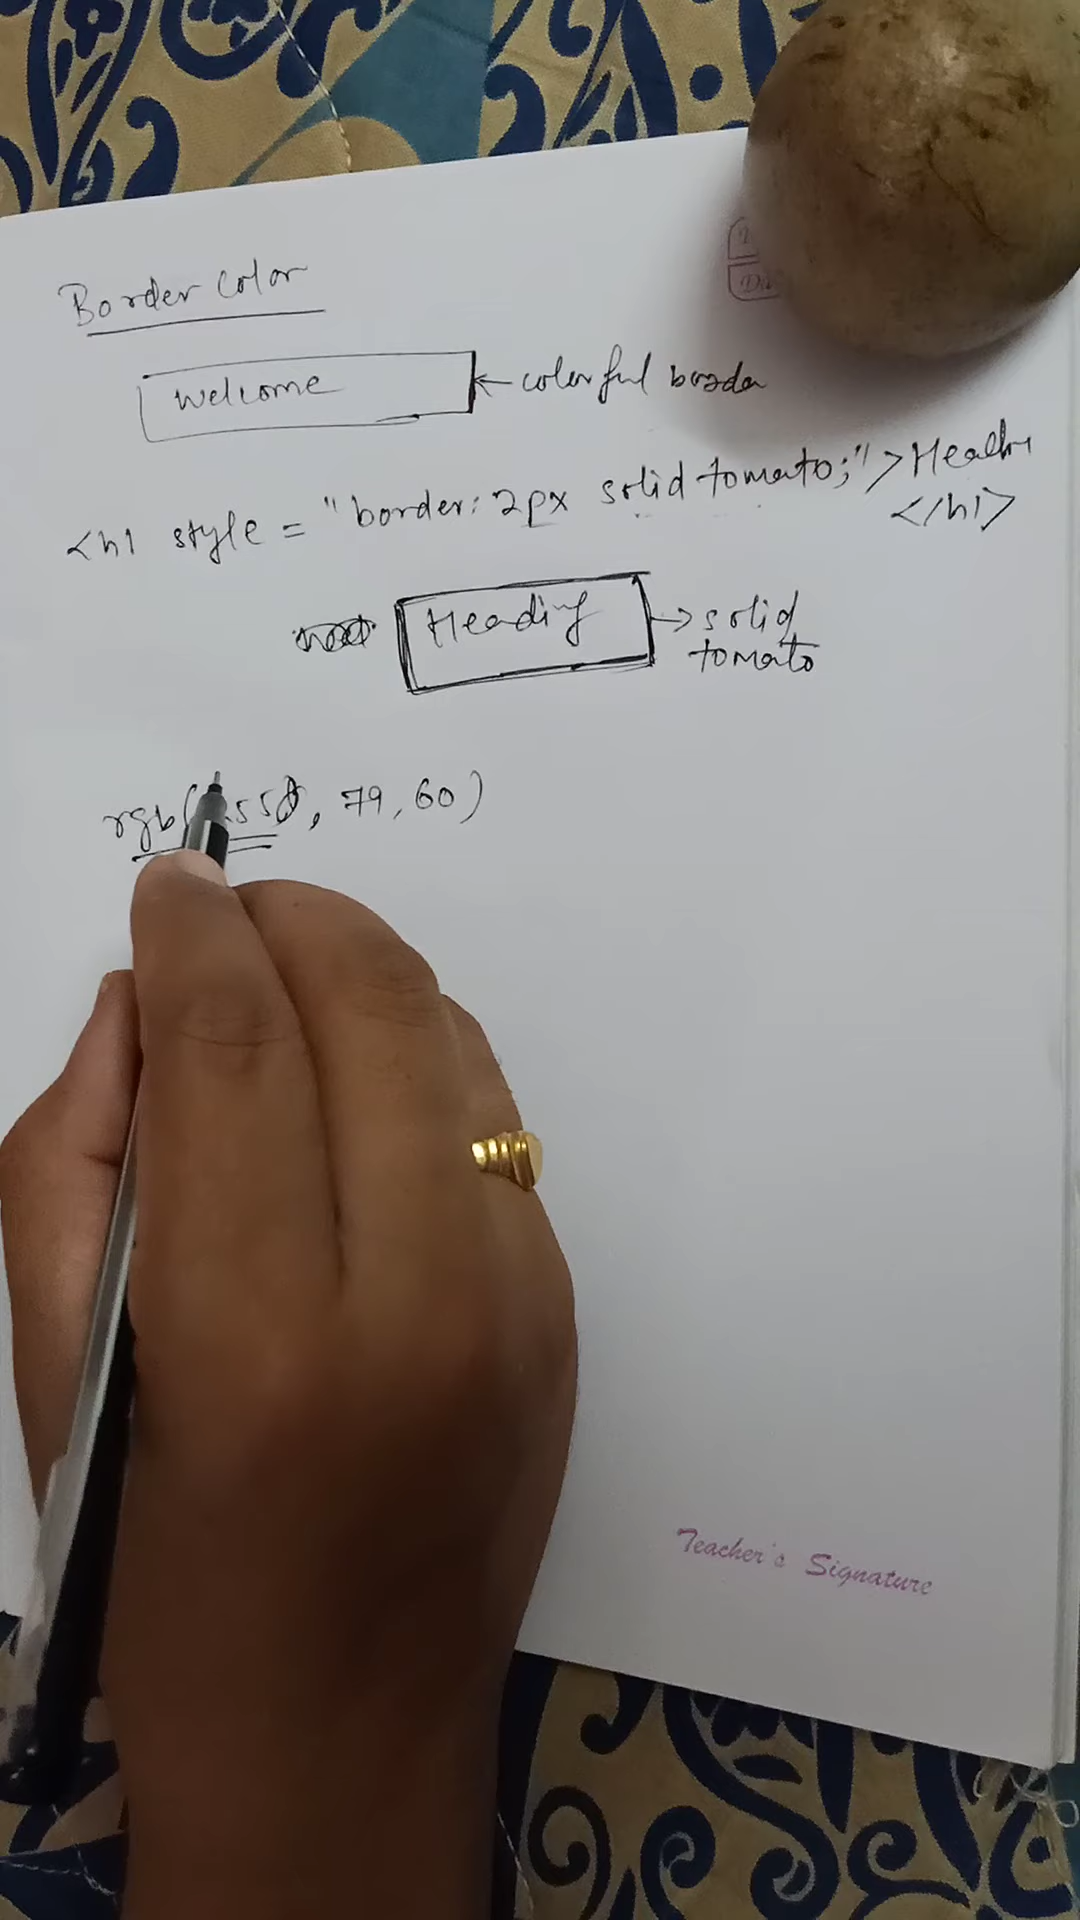 Border Color
Welcome ← colorful border
<h1 style = "border: 2px solid tomato;">
</h1>
Heading → solid
tomato
rgb( 79, 60)
Teacher's Signature